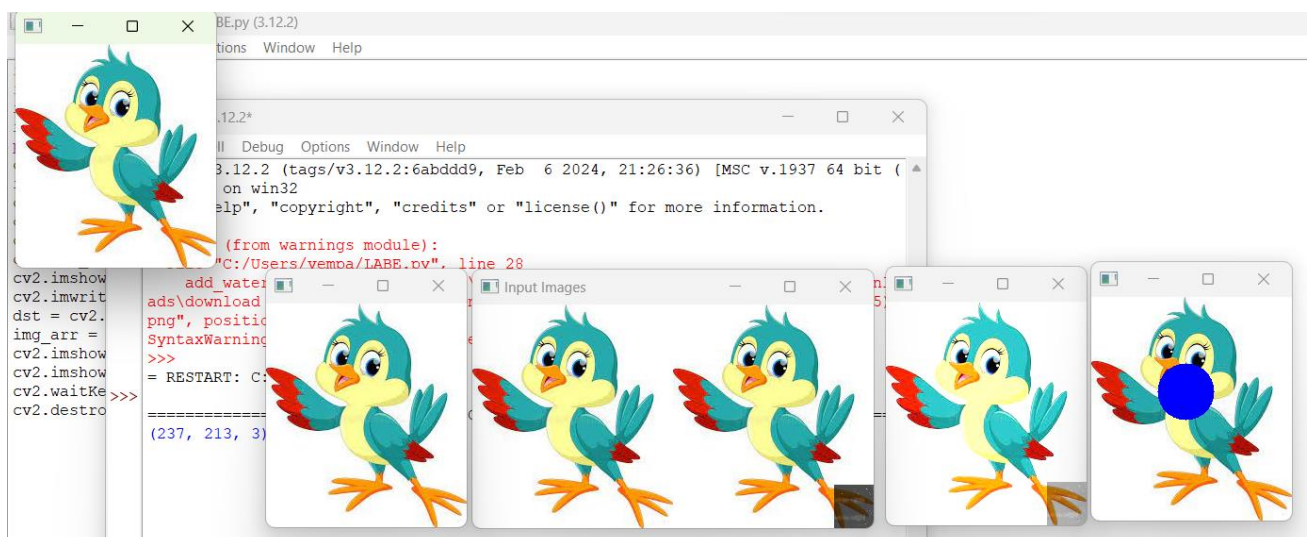 BE.py (3.12.2)
tions Window Help
.12.2*
ll Debug Options Window Help
3.12.2 (tags/v3.12.2:6abddd9, Feb 6 2024, 21:26:36) [MSC v.1937 64 bit (
on win32
elp", "copyright", "credits" or "license()" for more information.
(from warnings module):
"C:/Users/vempa/LABE.py", line 28
add_water
ads\download
png", positio
SyntaxWarning
>>>
= RESTART: C:
(237, 213, 3)
cv2.imshow
cv2.imwrit
dst = cv2.
img_arr =
cv2.imshow
cv2.imshow
cv2.waitKe
cv2.destro
>>>
Input Images